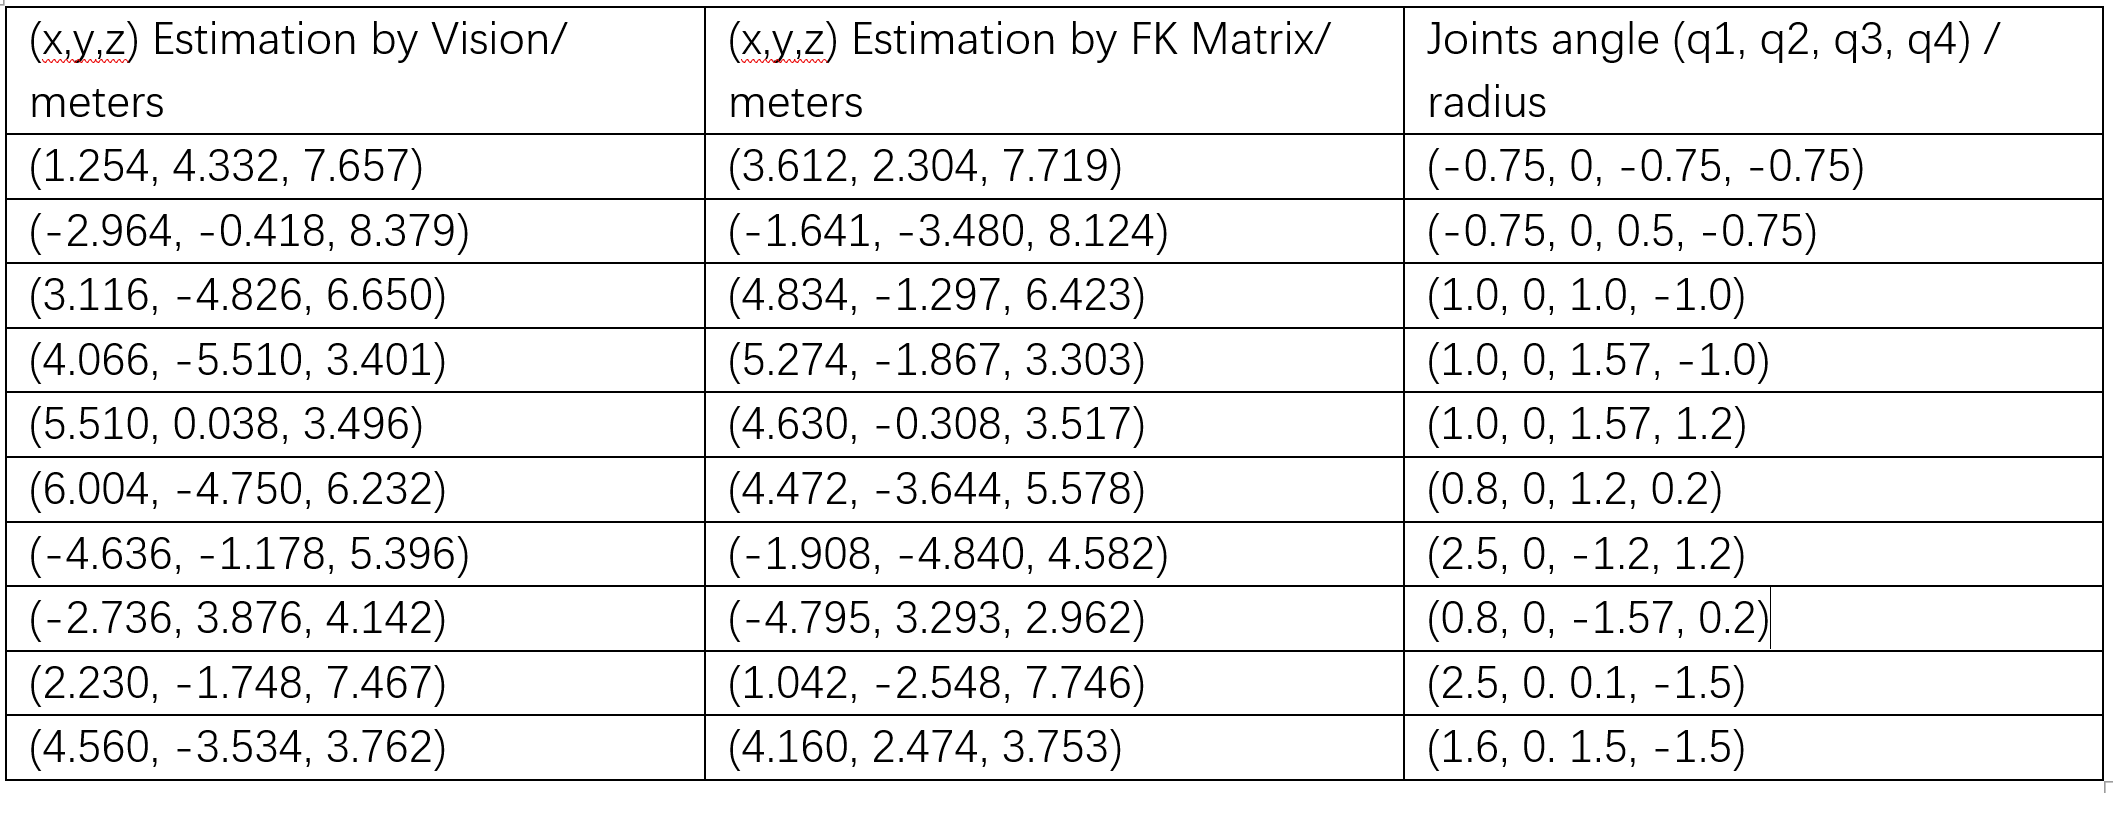 (x,y,z) Estimation by Vision/
meters
(x,y,z) Estimation by FK Matrix/
meters
Joints angle (q1, q2, q3, q4) /
radius
(1.254, 4.332, 7.657)
(3.612, 2.304, 7.719)
(-0.75, 0, -0.75, -0.75)
(-2.964, -0.418, 8.379)
(-1.641, -3.480, 8.124)
(-0.75, 0, 0.5, -0.75)
(3.116, -4.826, 6.650)
(4.834, -1.297, 6.423)
(1.0, 0, 1.0, -1.0)
(4.066, -5.510, 3.401)
(5.274, -1.867, 3.303)
(1.0, 0, 1.57, -1.0)
(5.510, 0.038, 3.496)
(4.630, -0.308, 3.517)
(1.0, 0, 1.57, 1.2)
(6.004, -4.750, 6.232)
(4.472, -3.644, 5.578)
(0.8, 0, 1.2, 0.2)
(-4.636, -1.178, 5.396)
(-1.908, -4.840, 4.582)
(2.5, 0, -1.2, 1.2)
(-2.736, 3.876, 4.142)
(-4.795, 3.293, 2.962)
(0.8, 0, -1.57, 0.2)
(2.230, -1.748, 7.467)
(1.042, -2.548, 7.746)
(2.5, 0. 0.1, -1.5)
(4.560, -3.534, 3.762)
(4.160, 2.474, 3.753)
(1.6, 0. 1.5, -1.5)